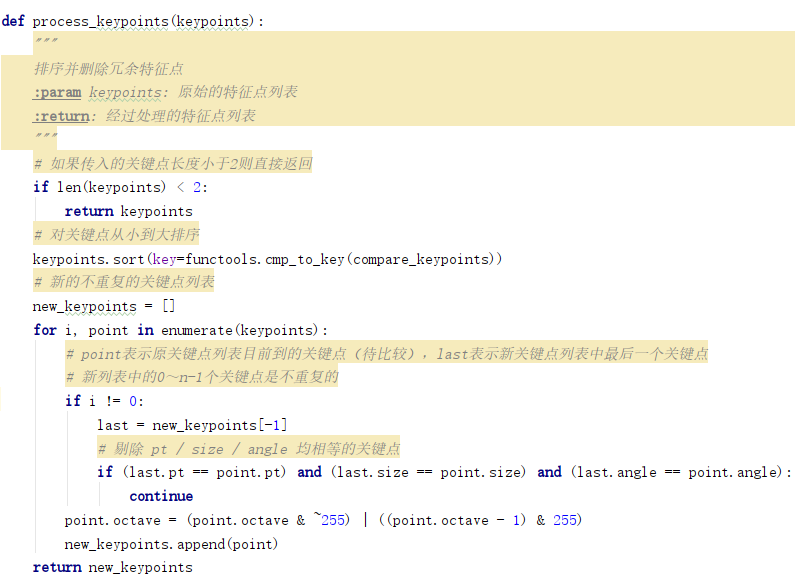 def process_keypoints(keypoints):
    """
    排序并删除冗余特征点
    :param keypoints: 原始的特征点列表
    :return: 经过处理的特征点列表
    """
    # 如果传入的关键点长度小于2则直接返回
    if len(keypoints) < 2:
        return keypoints
    # 对关键点从小到大排序
    keypoints.sort(key=functools.cmp_to_key(compare_keypoints))
    # 新的不重复的关键点列表
    new_keypoints = []
    for i, point in enumerate(keypoints):
        # point表示原关键点列表目前到的关键点（待比较），last表示新关键点列表中最后一个关键点
        # 新列表中的0～n-1个关键点是不重复的
        if i != 0:
            last = new_keypoints[-1]
            # 剔除 pt / size / angle 均相等的关键点
            if (last.pt == point.pt) and (last.size == point.size) and (last.angle == point.angle):
                continue
        point.octave = (point.octave & ~255) | ((point.octave - 1) & 255)
        new_keypoints.append(point)
    return new_keypoints